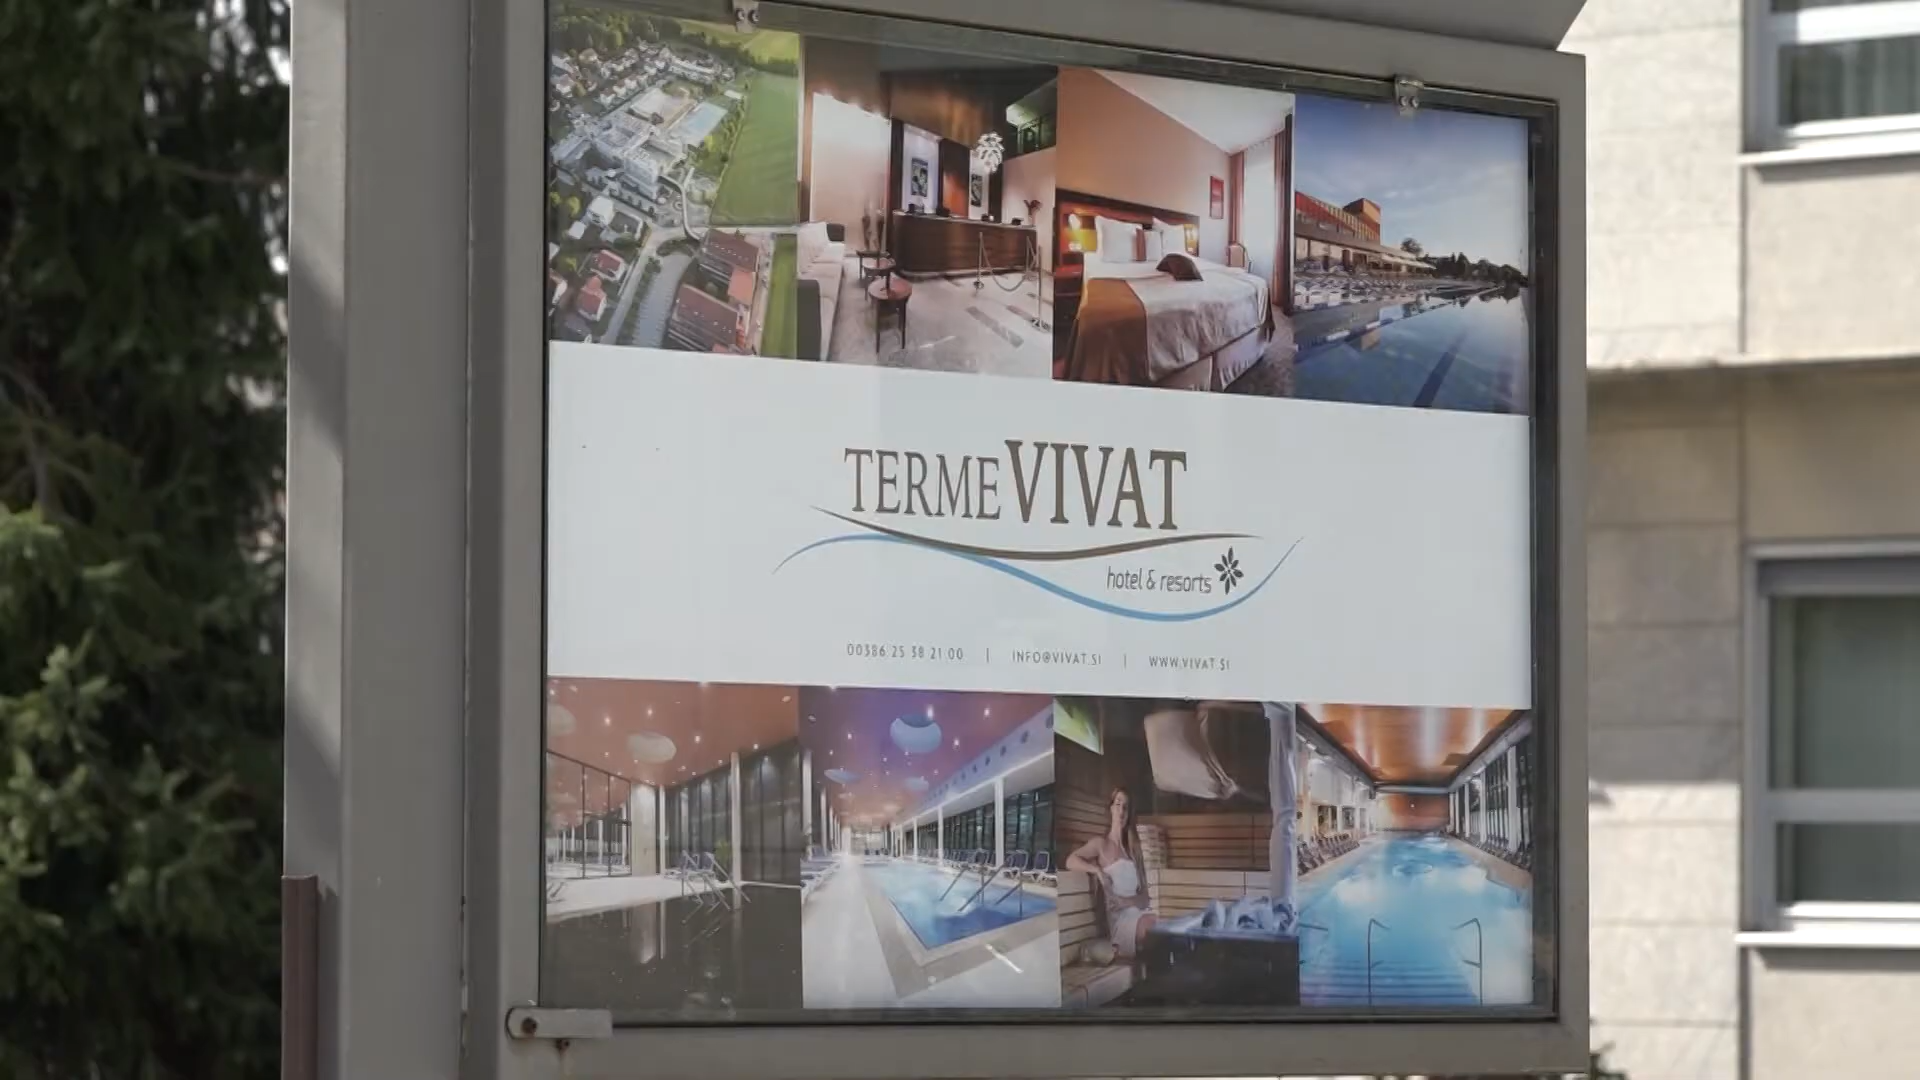 TERME VIVAT
hotel & resorts
00386 25 38 21 00 | INFO@VIVAT.SI | WWW.VIVAT.SI